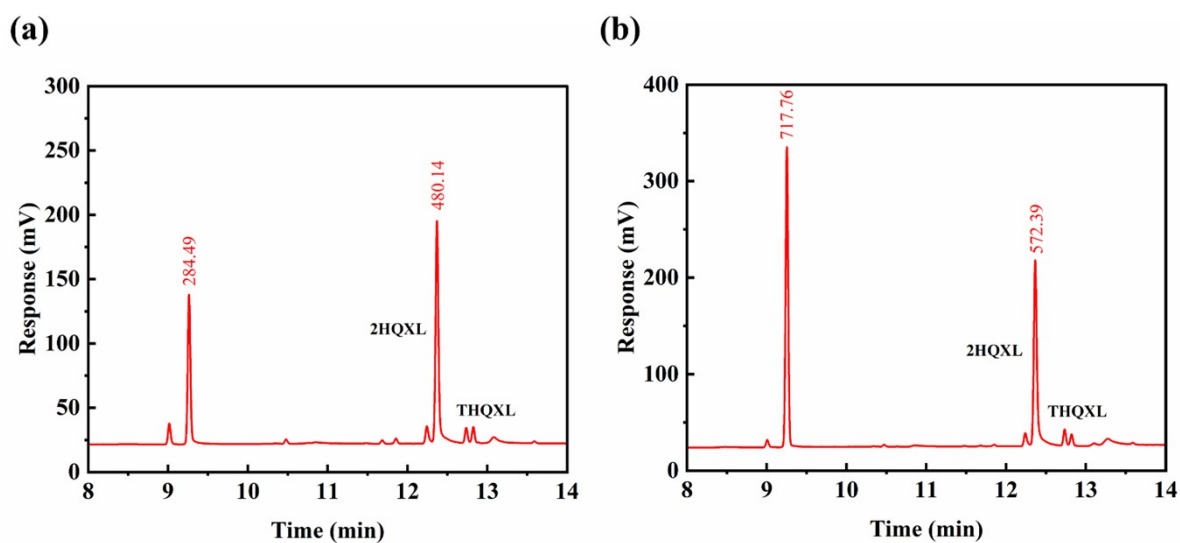 (a)
300
250
200
150
100
50
0
Response (mV)
284.49
480.14
2HQXL
THQXL
8 9 10 11 12 13 14
Time (min)
(b)
400
300
200
100
0
Response (mV)
717.76
572.39
2HQXL
THQXL
8 9 10 11 12 13 14
Time (min)